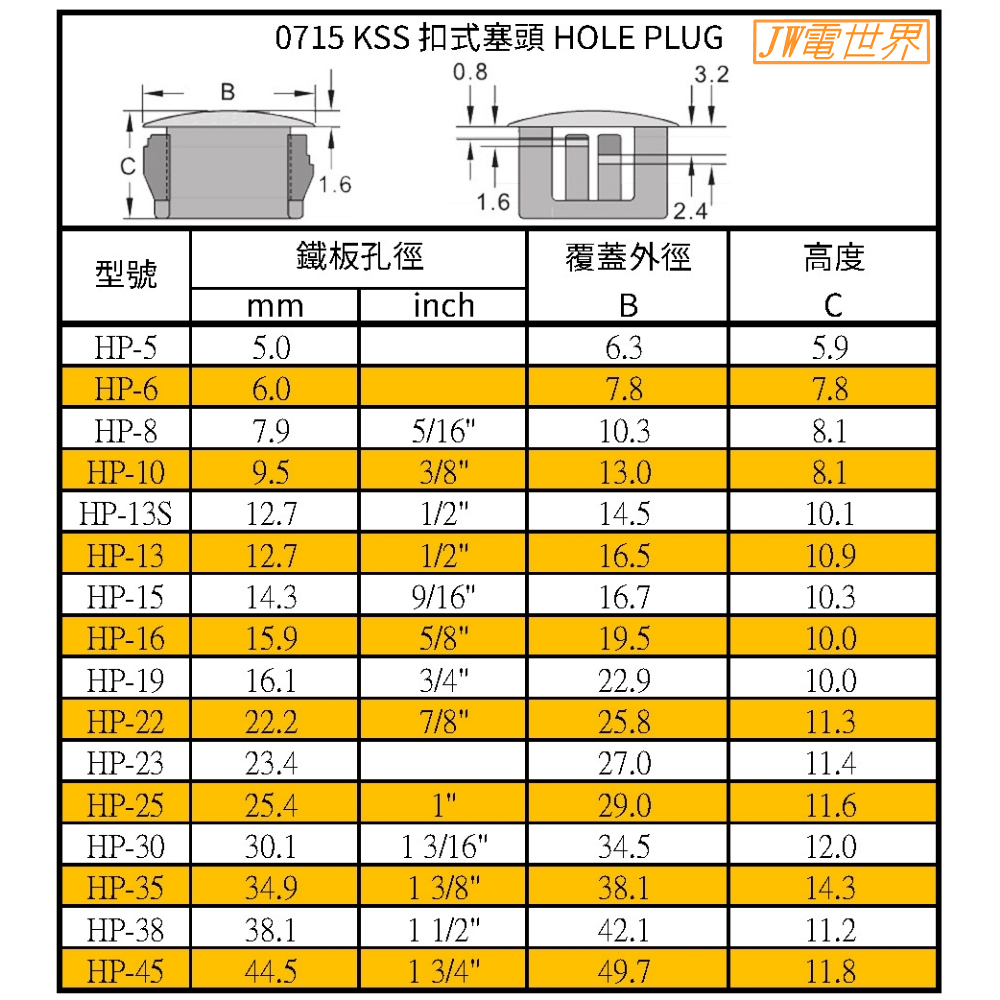 0715 KSS 扣式塞頭 HOLE PLUG
JW電世界
B
C
1.6
0.8
3.2
1.6
2.4
型號 鐵板孔徑 覆蓋外徑 高度
mm inch B C
HP-5 5.0 6.3 5.9
HP-6 6.0 7.8 7.8
HP-8 7.9 5/16" 10.3 8.1
HP-10 9.5 3/8" 13.0 8.1
HP-13S 12.7 1/2" 14.5 10.1
HP-13 12.7 1/2" 16.5 10.9
HP-15 14.3 9/16" 16.7 10.3
HP-16 15.9 5/8" 19.5 10.0
HP-19 16.1 3/4" 22.9 10.0
HP-22 22.2 7/8" 25.8 11.3
HP-23 23.4 27.0 11.4
HP-25 25.4 1" 29.0 11.6
HP-30 30.1 1 3/16" 34.5 12.0
HP-35 34.9 1 3/8" 38.1 14.3
HP-38 38.1 1 1/2" 42.1 11.2
HP-45 44.5 1 3/4" 49.7 11.8